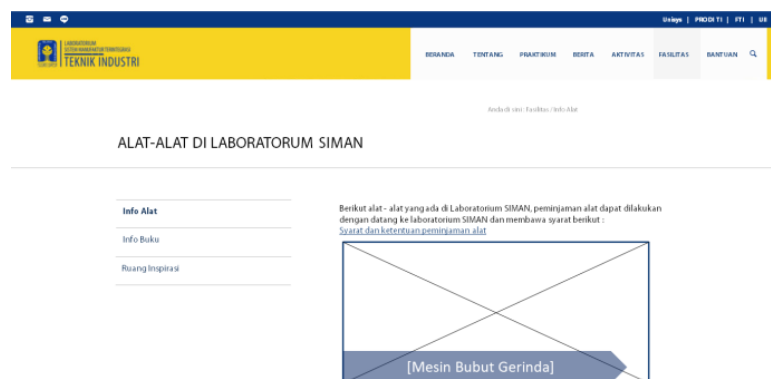 Unisys | PRODI TI | FTI | UII
LABORATORIUM
SISTEM MANUFAKTUR TERINTEGRASI
TEKNIK INDUSTRI
BERANDA TENTANG PRAKTIKUM BERITA AKTIVITAS FASILITAS BANTUAN
Anda di sini : Fasilitas / Info Alat
ALAT-ALAT DI LABORATORUM SIMAN
Info Alat
Info Buku
Ruang Inspirasi
Berikut alat - alat yang ada di Laboratorium SIMAN, peminjaman alat dapat dilakukan
dengan datang ke laboratorium SIMAN dan membawa syarat berikut :
Syarat dan ketentuan peminjaman alat
[Mesin Bubut Gerinda]